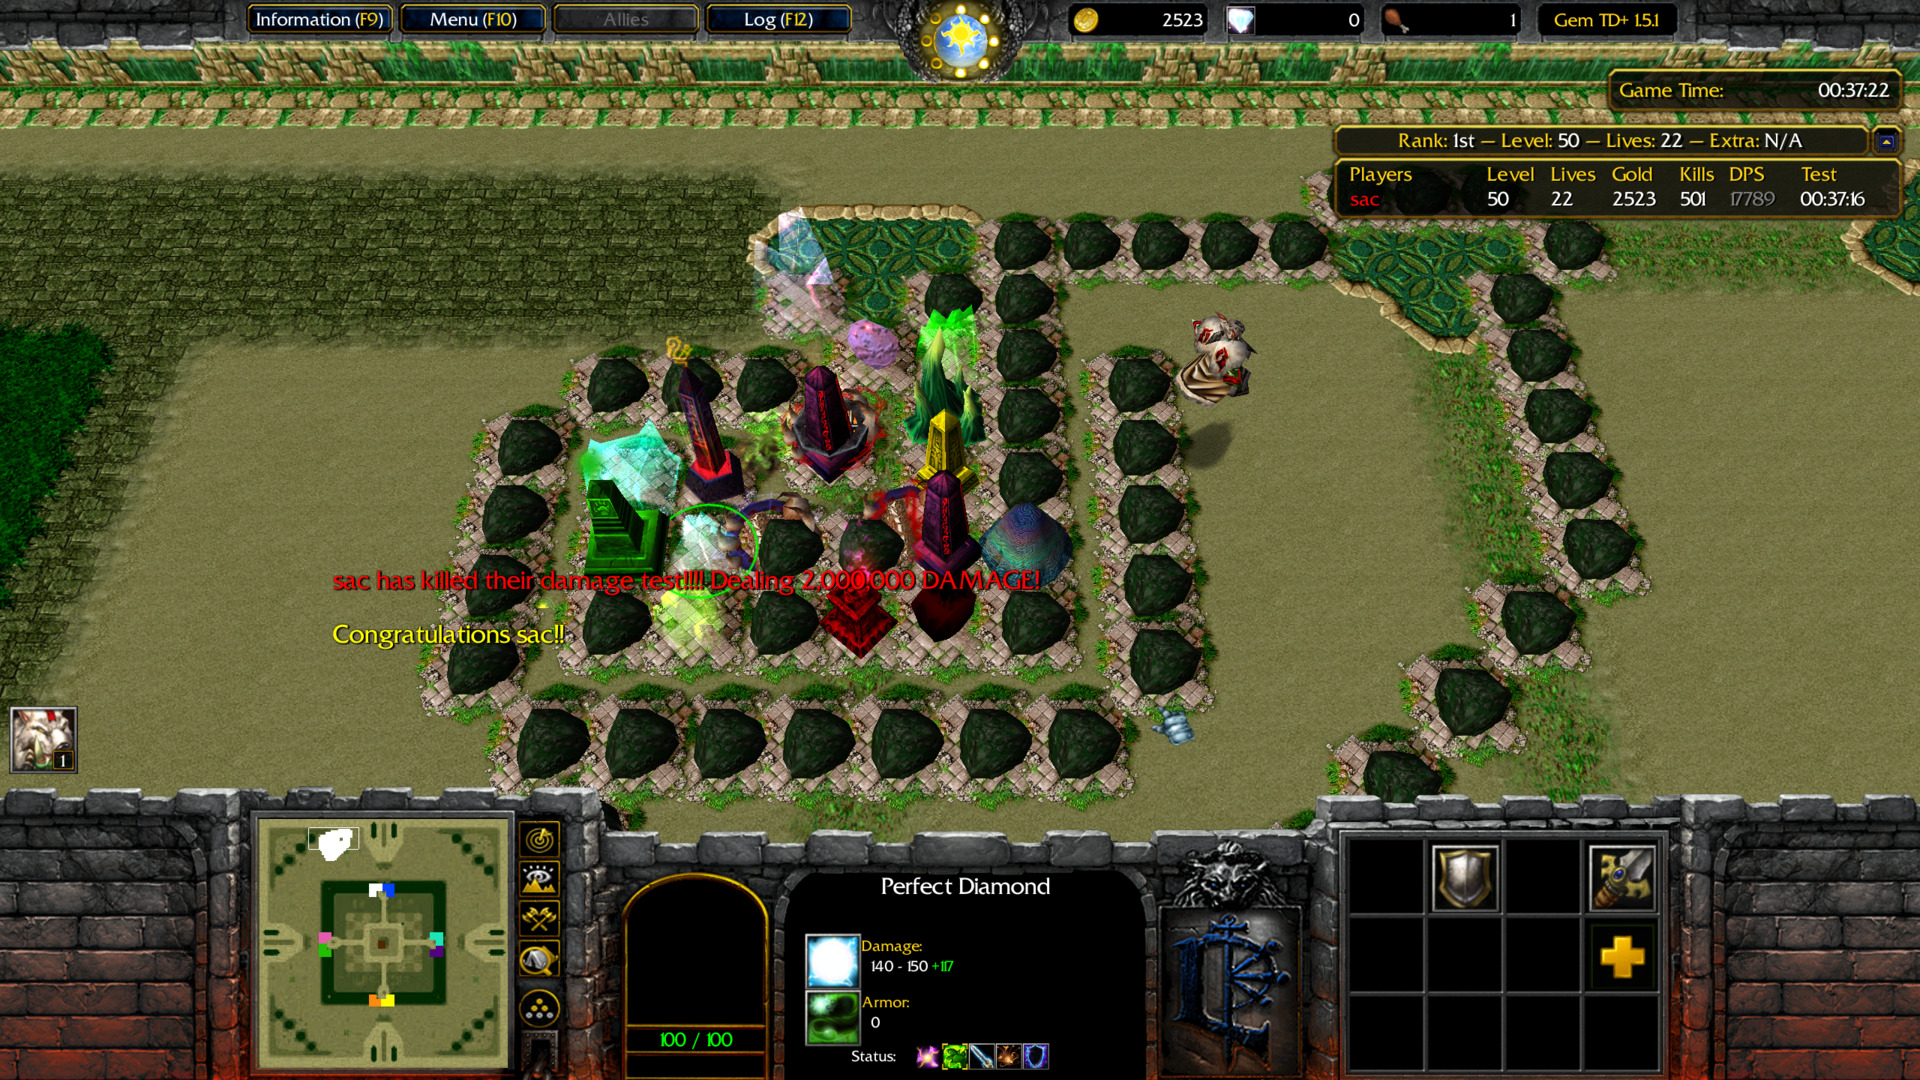 Information (F9) Menu (F10) Allies Log (F12) 2523 0 1 Gem TD+ 1.5.1
Game Time: 00:37:22
Rank: 1st – Level: 50 – Lives: 22 – Extra: N/A
Players Level Lives Gold Kills DPS Test
sac 50 22 2523 501 17789 00:37:16
sac has killed their damage test!!!! Dealing 2,000,000 DAMAGE!
Congratulations sac!!
1
Perfect Diamond
Damage:
140 - 150 +117
Armor:
0
100 / 100
Status: